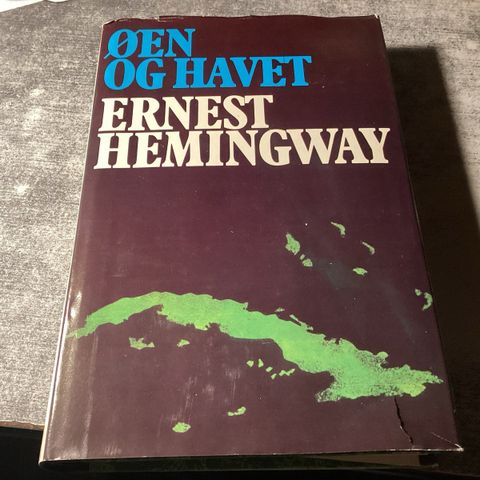 ØEN
OG HAVET
ERNEST
HEMINGWAY